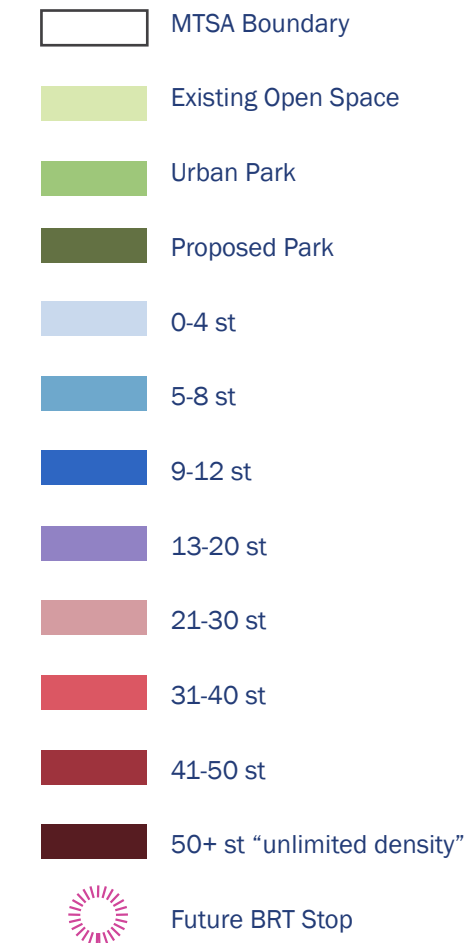 MTSA Boundary
Existing Open Space
Urban Park
Proposed Park
0-4 st
5-8 st
9-12 st
13-20 st
21-30 st
31-40 st
41-50 st
50+ st “unlimited density”
Future BRT Stop